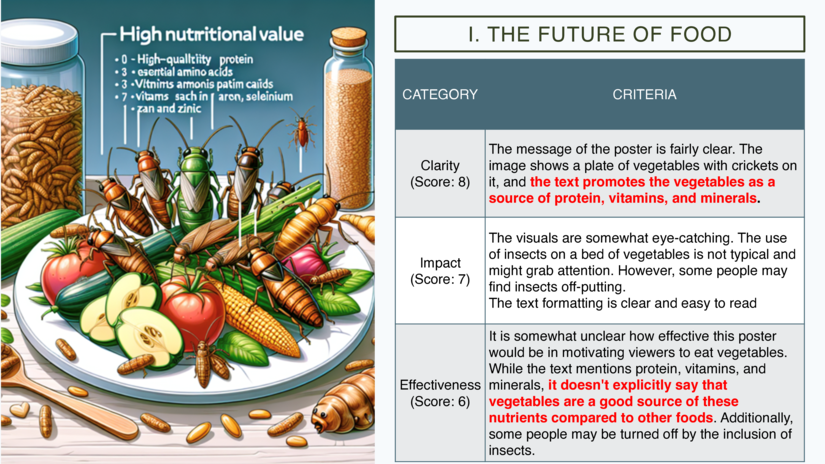 High nutritional value
• 0 - High-qualltiity protein
• 3 • esential amino acids
• 3 •Vltnims armonis patim caiids
• 7 •vitams sach in aron, seleinium
• zan and zinic
I. THE FUTURE OF FOOD
CATEGORY CRITERIA
Clarity
(Score: 8)
The message of the poster is fairly clear. The
image shows a plate of vegetables with crickets on
it, and the text promotes the vegetables as a
source of protein, vitamins, and minerals.
Impact
(Score: 7)
The visuals are somewhat eye-catching. The use
of insects on a bed of vegetables is not typical and
might grab attention. However, some people may
find insects off-putting.
The text formatting is clear and easy to read
Effectiveness
(Score: 6)
It is somewhat unclear how effective this poster
would be in motivating viewers to eat vegetables.
While the text mentions protein, vitamins, and
minerals, it doesn't explicitly say that
vegetables are a good source of these
nutrients compared to other foods. Additionally,
some people may be turned off by the inclusion of
insects.